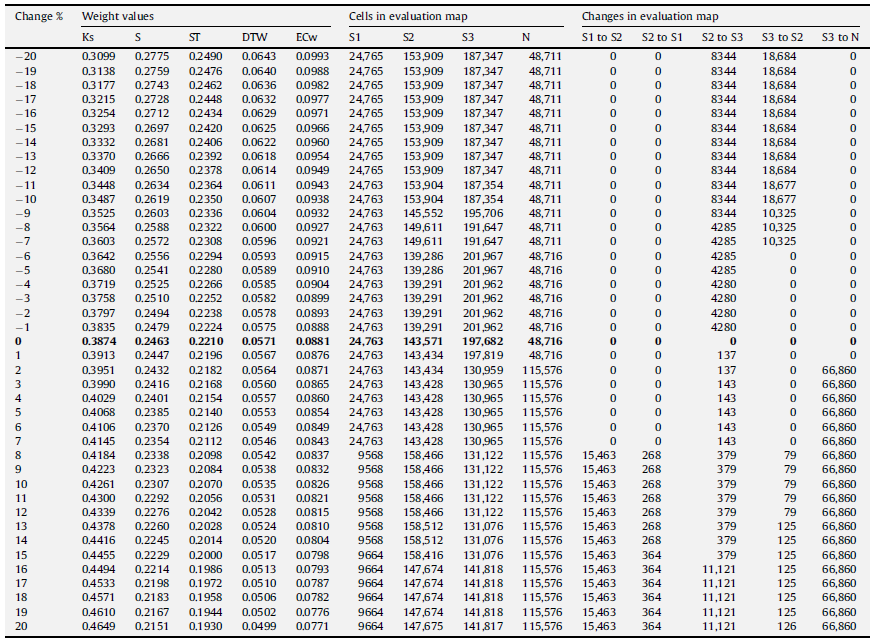 Change % Weight values Cells in evaluation map Changes in evaluation map
Ks S ST DTW ECw S1 S2 S3 N S1 to S2 S2 to S1 S2 to S3 S3 to S2 S3 to N
−20 0.3099 0.2775 0.2490 0.0643 0.0993 24,765 153,909 187,347 48,711 0 0 8344 18,684 0
−19 0.3138 0.2759 0.2476 0.0640 0.0988 24,765 153,909 187,347 48,711 0 0 8344 18,684 0
−18 0.3177 0.2743 0.2462 0.0636 0.0982 24,765 153,909 187,347 48,711 0 0 8344 18,684 0
−17 0.3215 0.2728 0.2448 0.0632 0.0977 24,765 153,909 187,347 48,711 0 0 8344 18,684 0
−16 0.3254 0.2712 0.2434 0.0629 0.0971 24,765 153,909 187,347 48,711 0 0 8344 18,684 0
−15 0.3293 0.2697 0.2420 0.0625 0.0966 24,765 153,909 187,347 48,711 0 0 8344 18,684 0
−14 0.3332 0.2681 0.2406 0.0622 0.0960 24,765 153,909 187,347 48,711 0 0 8344 18,684 0
−13 0.3370 0.2666 0.2392 0.0618 0.0954 24,765 153,909 187,347 48,711 0 0 8344 18,684 0
−12 0.3409 0.2650 0.2378 0.0614 0.0949 24,765 153,909 187,347 48,711 0 0 8344 18,684 0
−11 0.3448 0.2634 0.2364 0.0611 0.0943 24,763 153,904 187,354 48,711 0 0 8344 18,677 0
−10 0.3487 0.2619 0.2350 0.0607 0.0938 24,763 153,904 187,354 48,711 0 0 8344 18,677 0
−9 0.3525 0.2603 0.2336 0.0604 0.0932 24,763 145,552 195,706 48,711 0 0 8344 10,325 0
−8 0.3564 0.2588 0.2322 0.0600 0.0927 24,763 149,611 191,647 48,711 0 0 4285 10,325 0
−7 0.3603 0.2572 0.2308 0.0596 0.0921 24,763 149,611 191,647 48,711 0 0 4285 10,325 0
−6 0.3642 0.2556 0.2294 0.0593 0.0915 24,763 139,286 201,967 48,716 0 0 4285 0 0
−5 0.3680 0.2541 0.2280 0.0589 0.0910 24,763 139,286 201,967 48,716 0 0 4285 0 0
−4 0.3719 0.2525 0.2266 0.0585 0.0904 24,763 139,291 201,962 48,716 0 0 4280 0 0
−3 0.3758 0.2510 0.2252 0.0582 0.0899 24,763 139,291 201,962 48,716 0 0 4280 0 0
−2 0.3797 0.2494 0.2238 0.0578 0.0893 24,763 139,291 201,962 48,716 0 0 4280 0 0
−1 0.3835 0.2479 0.2224 0.0575 0.0888 24,763 139,291 201,962 48,716 0 0 4280 0 0
0 0.3874 0.2463 0.2210 0.0571 0.0881 24,763 143,571 197,682 48,716 0 0 0 0 0
1 0.3913 0.2447 0.2196 0.0567 0.0876 24,763 143,434 197,819 48,716 0 0 137 0 0
2 0.3951 0.2432 0.2182 0.0564 0.0871 24,763 143,434 130,959 115,576 0 0 137 0 66,860
3 0.3990 0.2416 0.2168 0.0560 0.0865 24,763 143,428 130,965 115,576 0 0 143 0 66,860
4 0.4029 0.2401 0.2154 0.0557 0.0860 24,763 143,428 130,965 115,576 0 0 143 0 66,860
5 0.4068 0.2385 0.2140 0.0553 0.0854 24,763 143,428 130,965 115,576 0 0 143 0 66,860
6 0.4106 0.2370 0.2126 0.0549 0.0849 24,763 143,428 130,965 115,576 0 0 143 0 66,860
7 0.4145 0.2354 0.2112 0.0546 0.0843 24,763 143,428 130,965 115,576 0 0 143 0 66,860
8 0.4184 0.2338 0.2098 0.0542 0.0837 9568 158,466 131,122 115,576 15,463 268 379 79 66,860
9 0.4223 0.2323 0.2084 0.0538 0.0832 9568 158,466 131,122 115,576 15,463 268 379 79 66,860
10 0.4261 0.2307 0.2070 0.0535 0.0826 9568 158,466 131,122 115,576 15,463 268 379 79 66,860
11 0.4300 0.2292 0.2056 0.0531 0.0821 9568 158,466 131,122 115,576 15,463 268 379 79 66,860
12 0.4339 0.2276 0.2042 0.0528 0.0815 9568 158,466 131,122 115,576 15,463 268 379 79 66,860
13 0.4378 0.2260 0.2028 0.0524 0.0810 9568 158,512 131,076 115,576 15,463 268 379 125 66,860
14 0.4416 0.2245 0.2014 0.0520 0.0804 9568 158,512 131,076 115,576 15,463 268 379 125 66,860
15 0.4455 0.2229 0.2000 0.0517 0.0798 9664 158,416 131,076 115,576 15,463 364 379 125 66,860
16 0.4494 0.2214 0.1986 0.0513 0.0793 9664 147,674 141,818 115,576 15,463 364 11,121 125 66,860
17 0.4533 0.2198 0.1972 0.0510 0.0787 9664 147,674 141,818 115,576 15,463 364 11,121 125 66,860
18 0.4571 0.2183 0.1958 0.0506 0.0782 9664 147,674 141,818 115,576 15,463 364 11,121 125 66,860
19 0.4610 0.2167 0.1944 0.0502 0.0776 9664 147,674 141,818 115,576 15,463 364 11,121 125 66,860
20 0.4649 0.2151 0.1930 0.0499 0.0771 9664 147,675 141,817 115,576 15,463 364 11,121 126 66,860